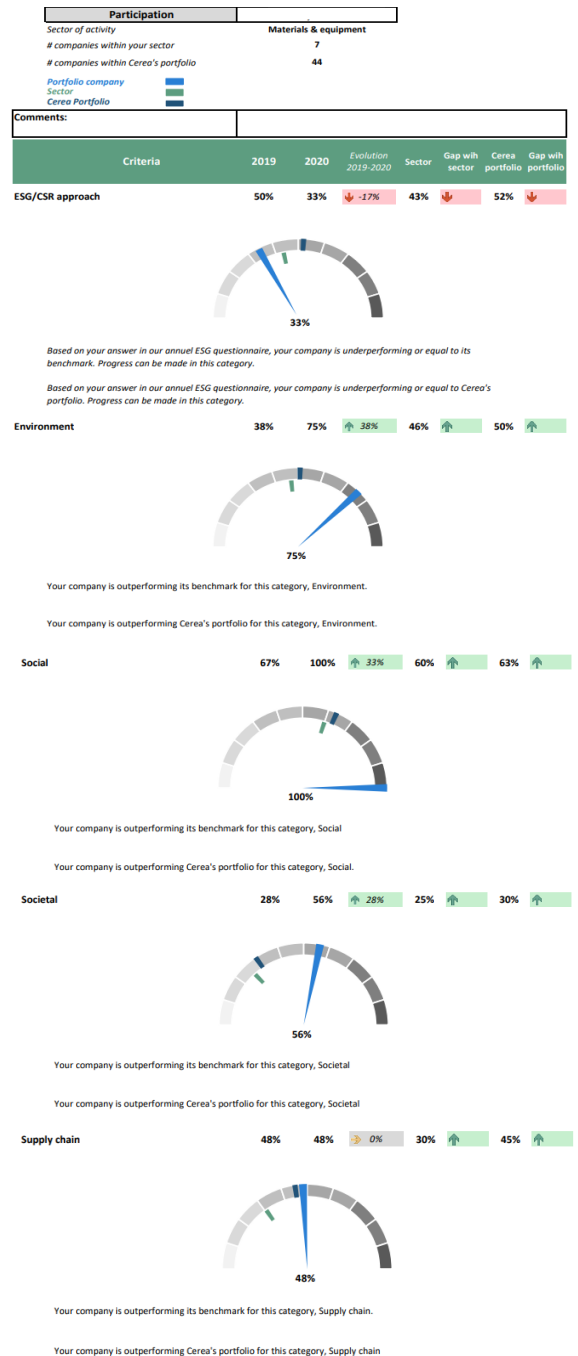 Participation
Sector of activity Materials & equipment
# companies within your sector 7
# companies within Cerea's portfolio 44
Portfolio company
Sector
Cerea Portfolio
Comments:
Criteria 2019 2020 Evolution 2019-2020 Sector Gap wih sector Cerea portfolio Gap wih portfolio
ESG/CSR approach 50% 33% -17% 43% 52%
33%
Based on your answer in our annuel ESG questionnaire, your company is underperforming or equal to its
benchmark. Progress can be made in this category.
Based on your answer in our annuel ESG questionnaire, your company is underperforming or equal to Cerea's
portfolio. Progress can be made in this category.
Environment 38% 75% 38% 46% 50%
75%
Your company is outperforming its benchmark for this category, Environment.
Your company is outperforming Cerea's portfolio for this category, Environment.
Social 67% 100% 33% 60% 63%
100%
Your company is outperforming its benchmark for this category, Social
Your company is outperforming Cerea's portfolio for this category, Social.
Societal 28% 56% 28% 25% 30%
56%
Your company is outperforming its benchmark for this category, Societal
Your company is outperforming Cerea's portfolio for this category, Societal
Supply chain 48% 48% 0% 30% 45%
48%
Your company is outperforming its benchmark for this category, Supply chain.
Your company is outperforming Cerea's portfolio for this category, Supply chain